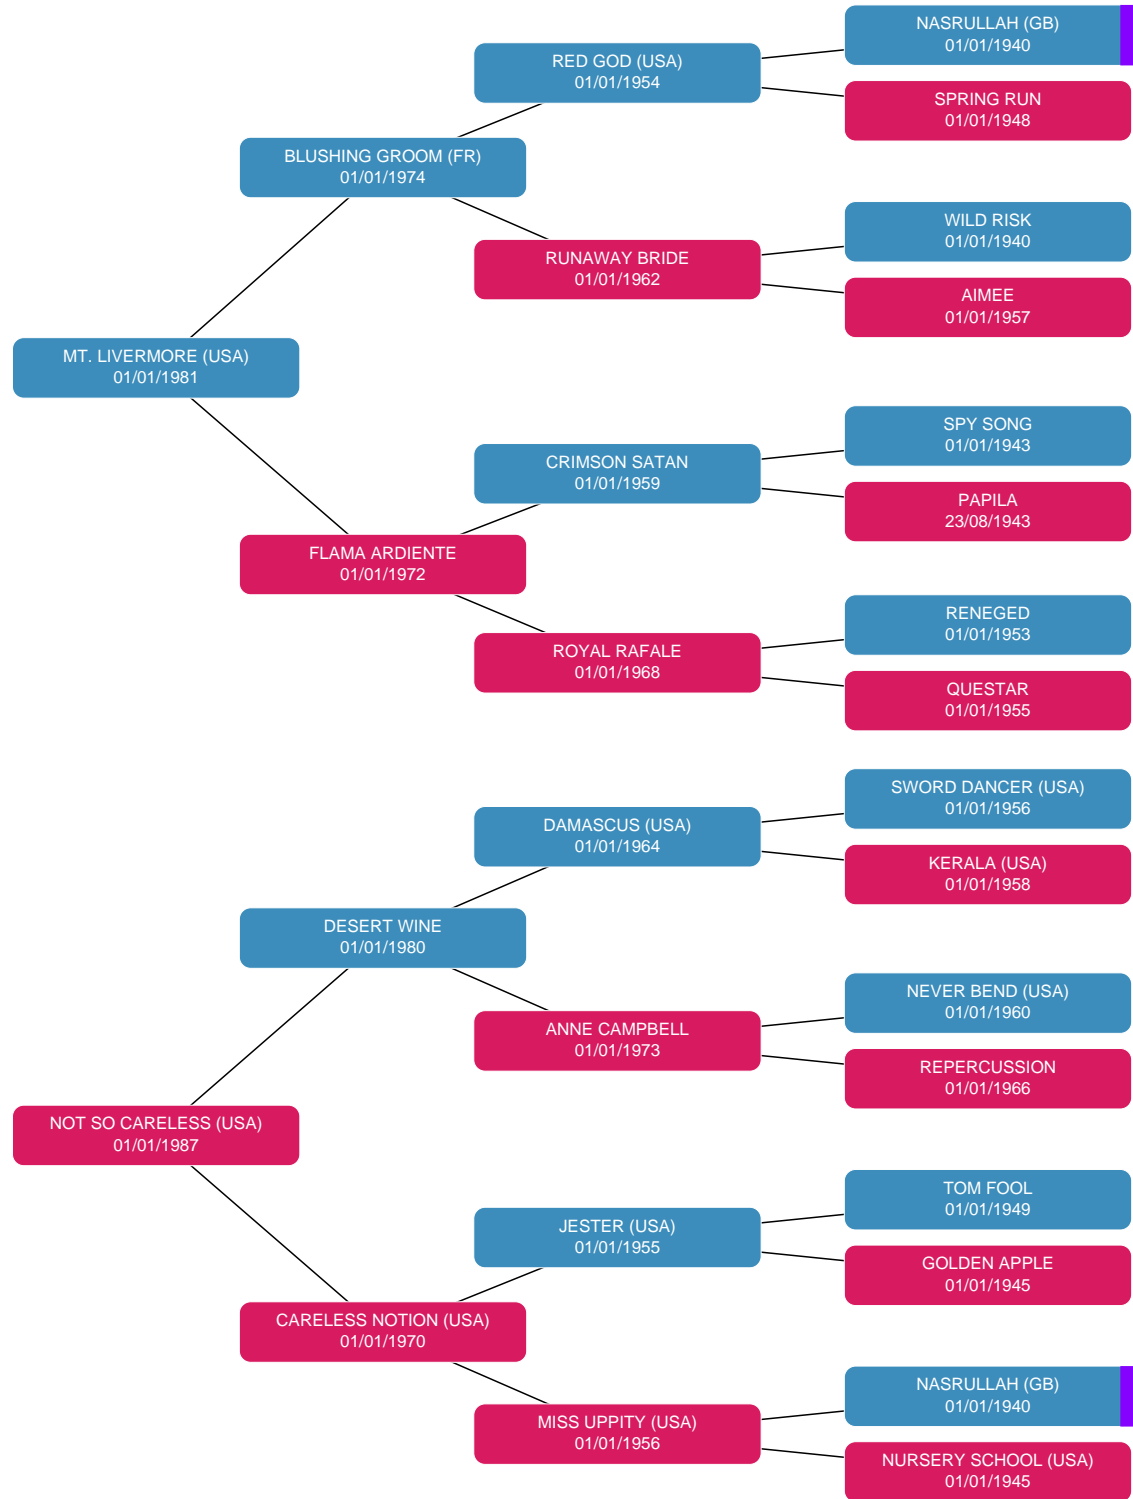 NASRULLAH (GB)
01/01/1940
RED GOD (USA)
01/01/1954
SPRING RUN
01/01/1948
BLUSHING GROOM (FR)
01/01/1974
WILD RISK
01/01/1940
RUNAWAY BRIDE
01/01/1962
AIMEE
01/01/1957
MT. LIVERMORE (USA)
01/01/1981
SPY SONG
01/01/1943
CRIMSON SATAN
01/01/1959
PAPILA
23/08/1943
FLAMA ARDIENTE
01/01/1972
RENEGED
01/01/1953
ROYAL RAFALE
01/01/1968
QUESTAR
01/01/1955
SWORD DANCER (USA)
01/01/1956
DAMASCUS (USA)
01/01/1964
KERALA (USA)
01/01/1958
DESERT WINE
01/01/1980
NEVER BEND (USA)
01/01/1960
ANNE CAMPBELL
01/01/1973
REPERCUSSION
01/01/1966
NOT SO CARELESS (USA)
01/01/1987
TOM FOOL
01/01/1949
JESTER (USA)
01/01/1955
GOLDEN APPLE
01/01/1945
CARELESS NOTION (USA)
01/01/1970
NASRULLAH (GB)
01/01/1940
MISS UPPITY (USA)
01/01/1956
NURSERY SCHOOL (USA)
01/01/1945